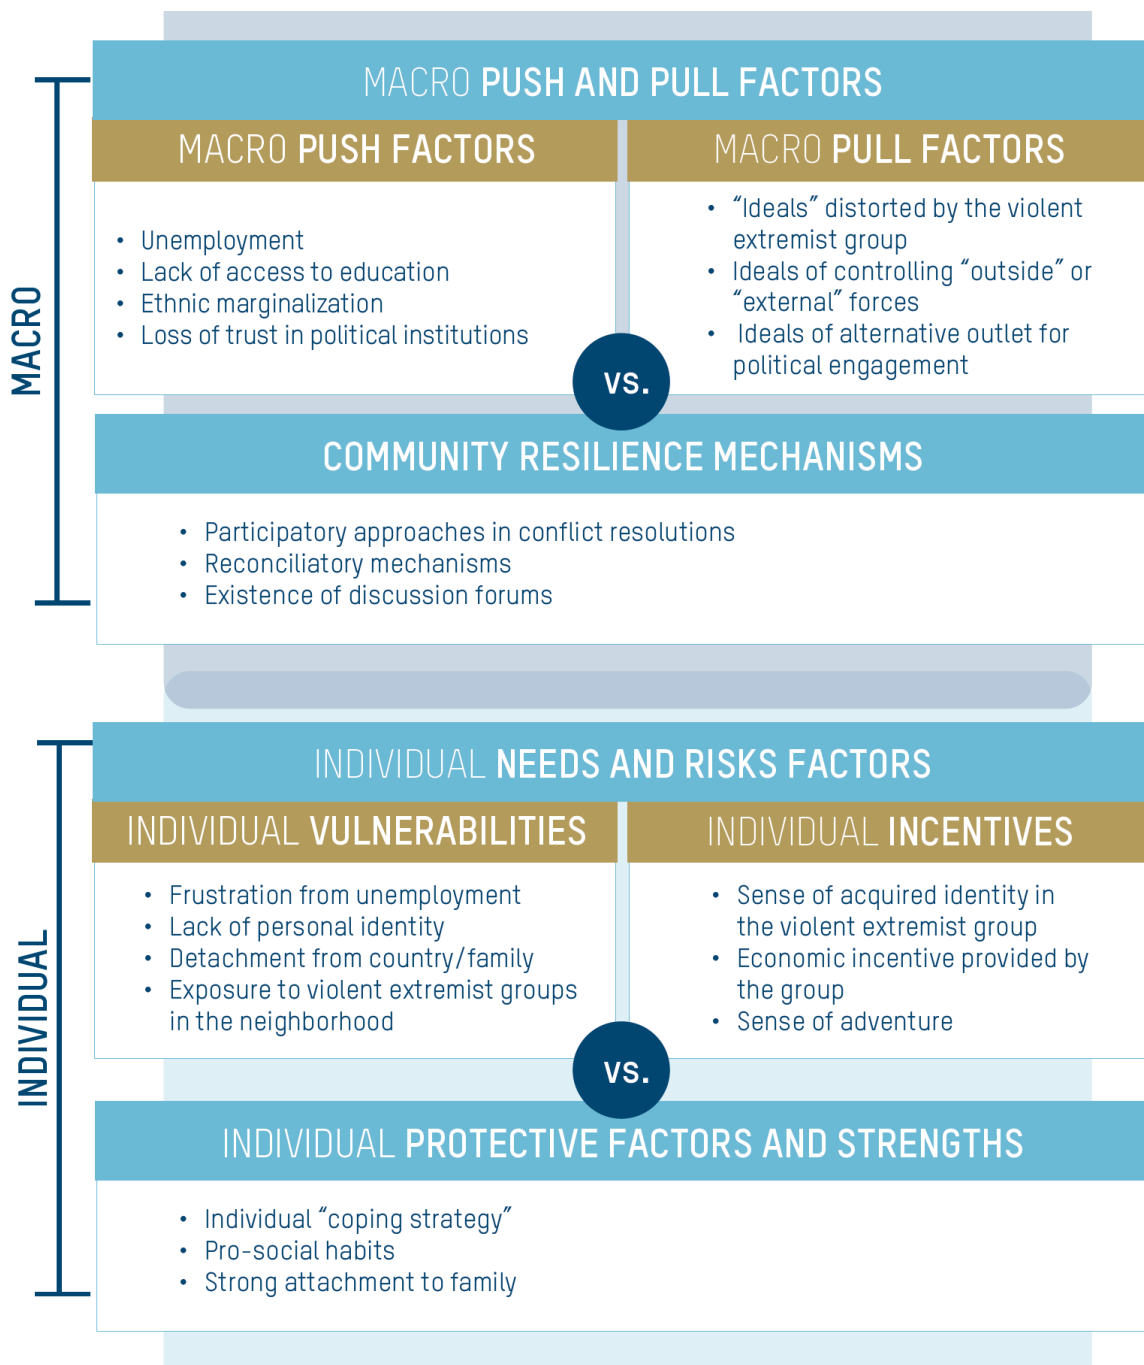 MACRO PUSH AND PULL FACTORS
MACRO PUSH FACTORS
• Unemployment
• Lack of access to education
• Ethnic marginalization
• Loss of trust in political institutions
MACRO PULL FACTORS
• “Ideals” distorted by the violent
extremist group
• Ideals of controlling “outside” or
“external” forces
• Ideals of alternative outlet for
political engagement
MACRO
vs.
COMMUNITY RESILIENCE MECHANISMS
• Participatory approaches in conflict resolutions
• Reconciliatory mechanisms
• Existence of discussion forums
INDIVIDUAL NEEDS AND RISKS FACTORS
INDIVIDUAL VULNERABILITIES
• Frustration from unemployment
• Lack of personal identity
• Detachment from country/family
• Exposure to violent extremist groups
in the neighborhood
INDIVIDUAL INCENTIVES
• Sense of acquired identity in
the violent extremist group
• Economic incentive provided by
the group
• Sense of adventure
INDIVIDUAL
vs.
INDIVIDUAL PROTECTIVE FACTORS AND STRENGTHS
• Individual “coping strategy”
• Pro-social habits
• Strong attachment to family